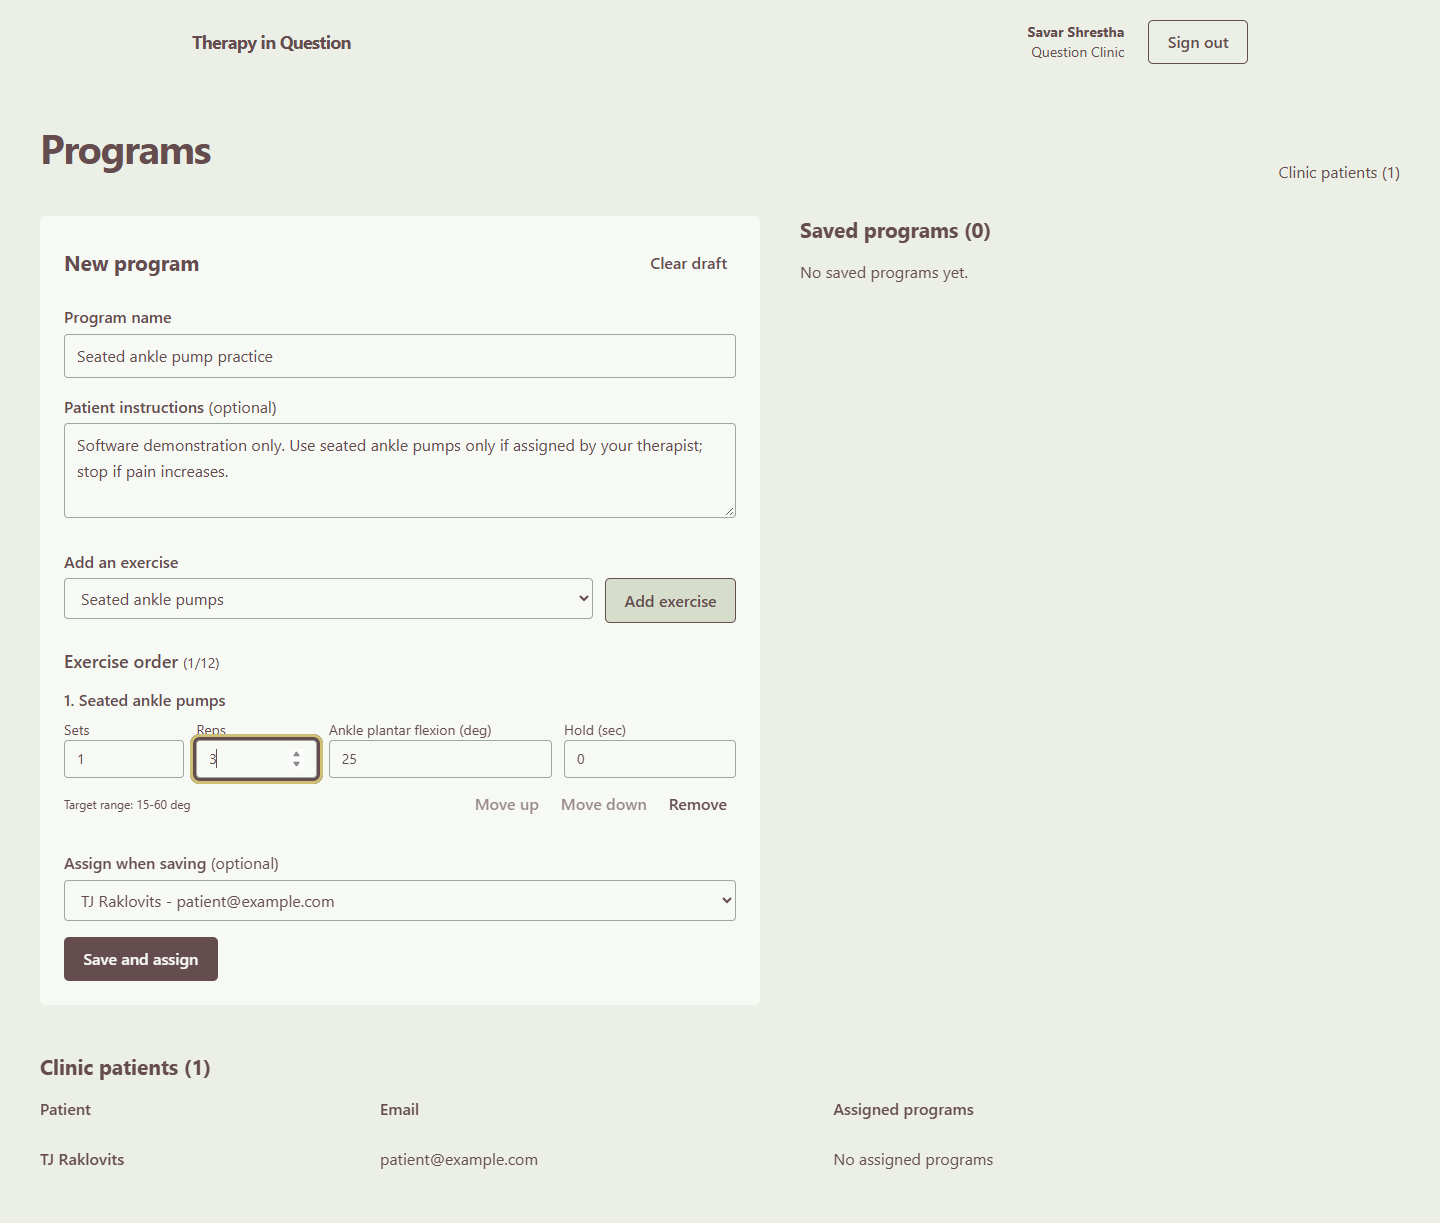 Therapy in Question
Savar Shrestha
Question Clinic
Sign out
Programs
Clinic patients (1)
New program
Clear draft
Program name
Seated ankle pump practice
Patient instructions (optional)
Software demonstration only. Use seated ankle pumps only if assigned by your therapist;
stop if pain increases.
Add an exercise
Seated ankle pumps
Add exercise
Exercise order (1/12)
1. Seated ankle pumps
Sets
Reps
Ankle plantar flexion (deg)
Hold (sec)
1
3
25
0
Target range: 15-60 deg
Move up
Move down
Remove
Assign when saving (optional)
TJ Raklovits - patient@example.com
Save and assign
Saved programs (0)
No saved programs yet.
Clinic patients (1)
Patient
Email
Assigned programs
TJ Raklovits
patient@example.com
No assigned programs